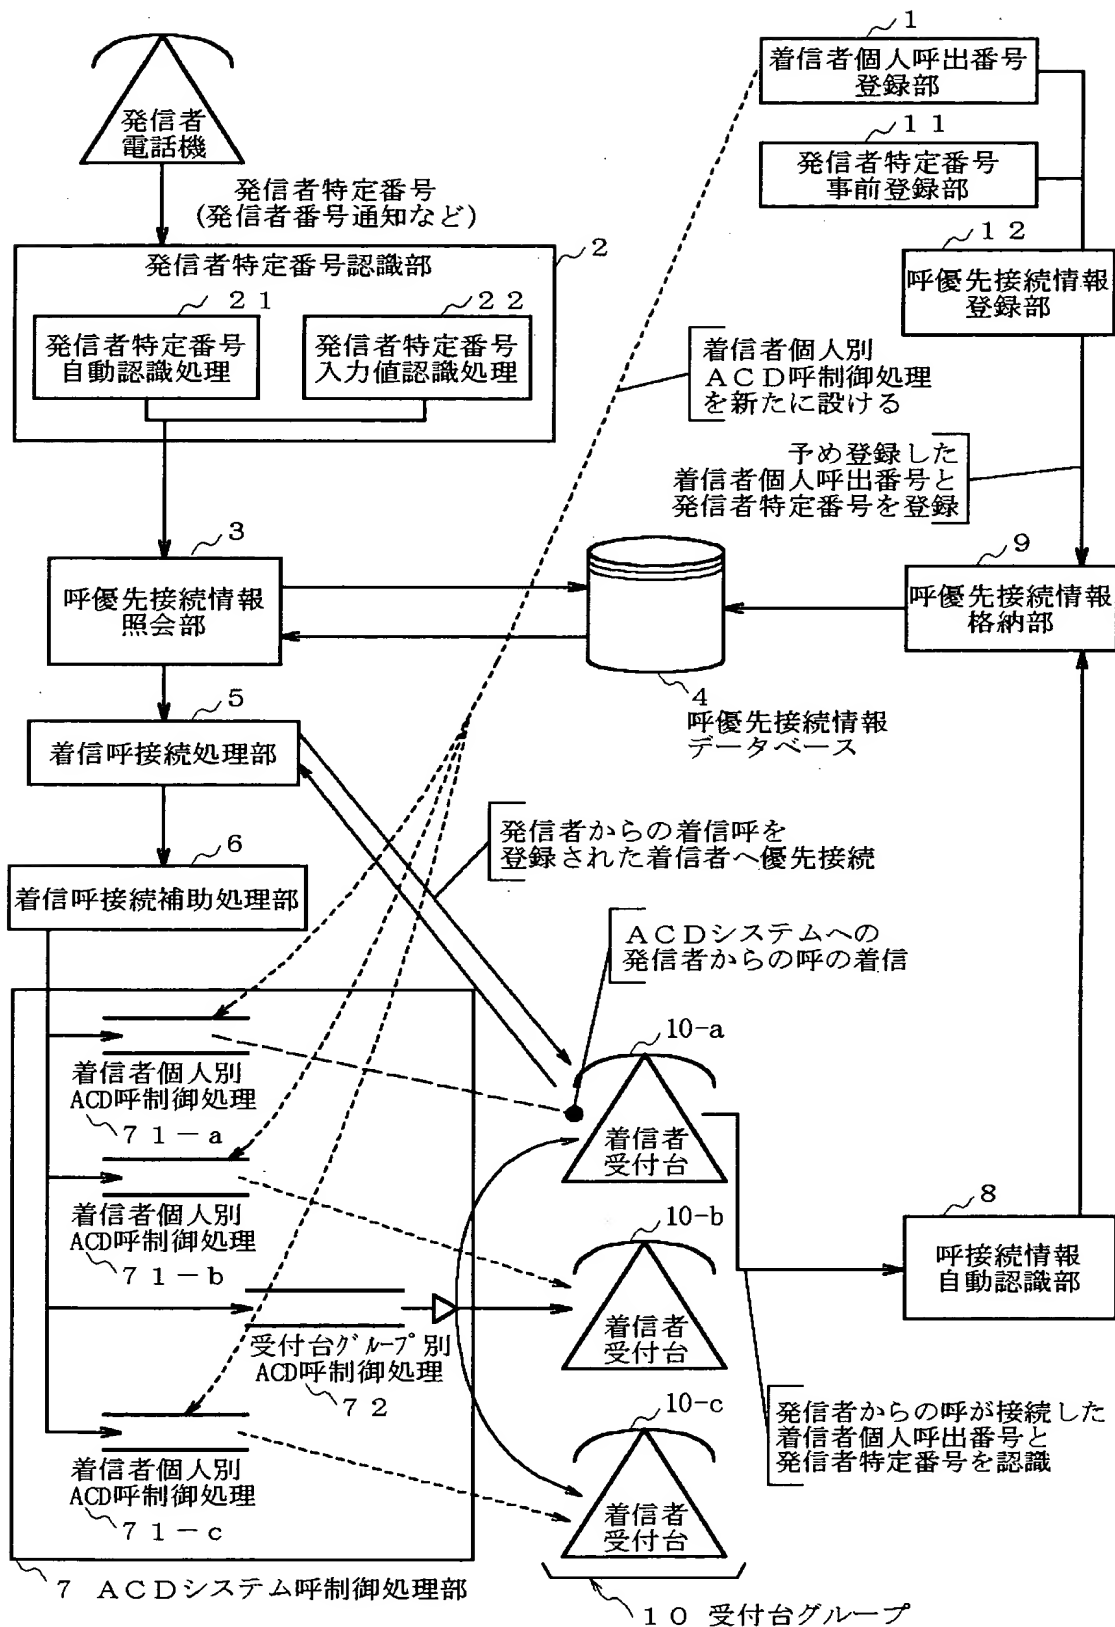 発信者
電話機
発信者特定番号
(発信者番号通知など)
2
発信者特定番号認識部
21
発信者特定番号
自動認識処理
22
発信者特定番号
入力値認識処理
1
着信者個人呼出番号
登録部
11
発信者特定番号
事前登録部
12
呼優先接続情報
登録部
着信者個人別
ACD呼制御処理
を新たに設ける
予め登録した
着信者個人呼出番号と
発信者特定番号を登録
3
呼優先接続情報
照会部
4
呼優先接続情報
データベース
9
呼優先接続情報
格納部
5
着信呼接続処理部
発信者からの着信呼を
登録された着信者へ優先接続
6
着信呼接続補助処理部
ACDシステムへの
発信者からの呼の着信
着信者個人別
ACD呼制御処理
71-a
着信者個人別
ACD呼制御処理
71-b
受付台グループ別
ACD呼制御処理
72
着信者個人別
ACD呼制御処理
71-c
7 ACDシステム呼制御処理部
10-a
着信者
受付台
10-b
着信者
受付台
10-c
着信者
受付台
10 受付台グループ
8
呼接続情報
自動認識部
発信者からの呼が接続した
着信者個人呼出番号と
発信者特定番号を認識